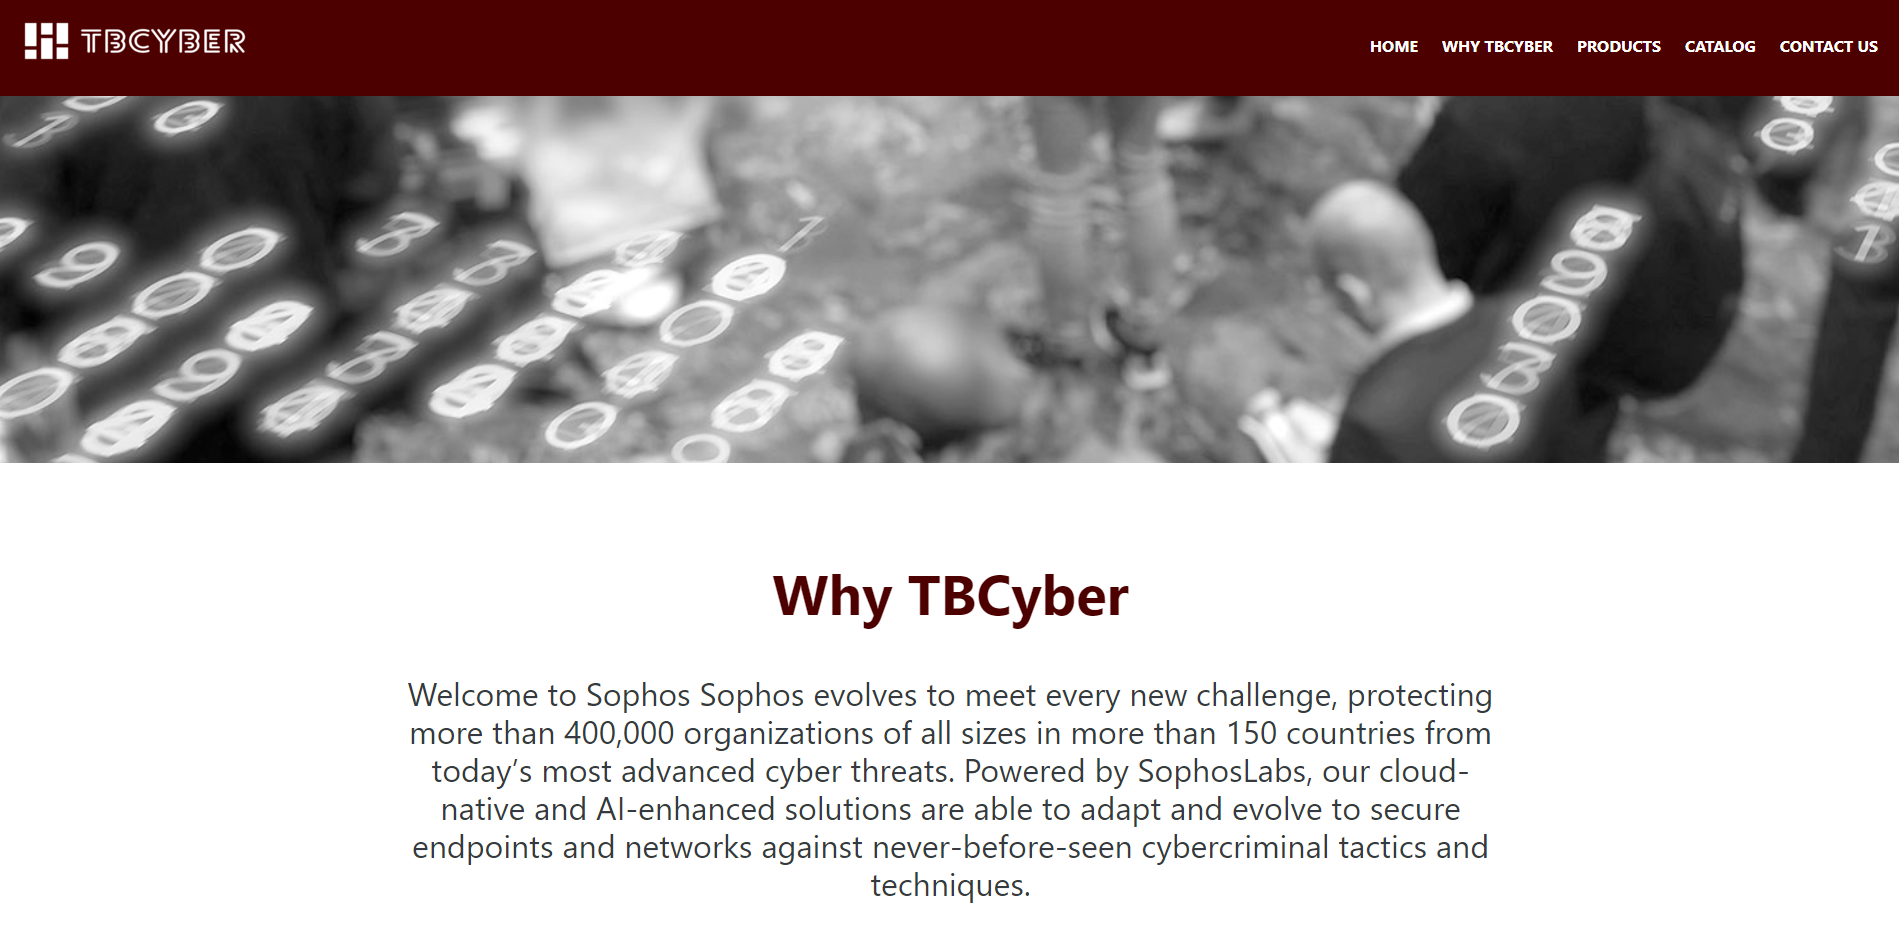 TBCYBER
HOME WHY TBCYBER PRODUCTS CATALOG CONTACT US
Why TBCyber
Welcome to Sophos Sophos evolves to meet every new challenge, protecting
more than 400,000 organizations of all sizes in more than 150 countries from
today’s most advanced cyber threats. Powered by SophosLabs, our cloud-
native and AI-enhanced solutions are able to adapt and evolve to secure
endpoints and networks against never-before-seen cybercriminal tactics and
techniques.